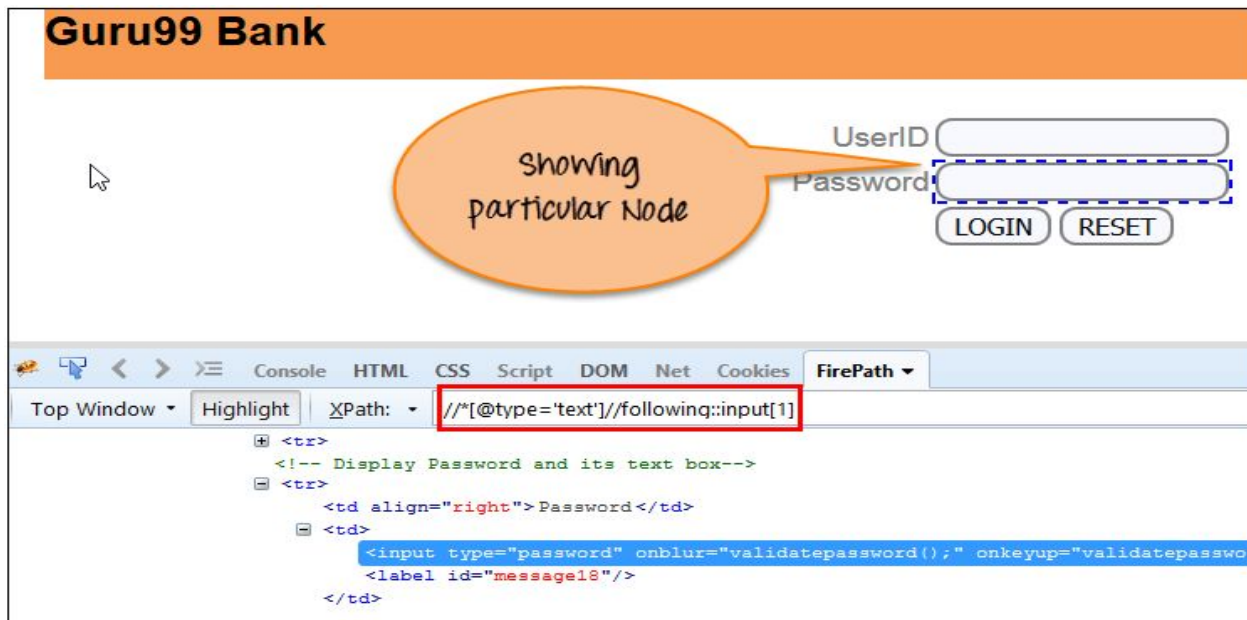 Guru99 Bank
UserID
Showing
particular Node
Password
LOGIN RESET
Console HTML CSS Script DOM Net Cookies FirePath
Top Window Highlight XPath: //*[@type='text']//following::input[1]
<tr>
<!-- Display Password and its text box-->
<tr>
<td align="right">Password</td>
<td>
<input type="password" onblur="validatepassword();" onkeyup="validatepasswo
<label id="message18"/>
</td>